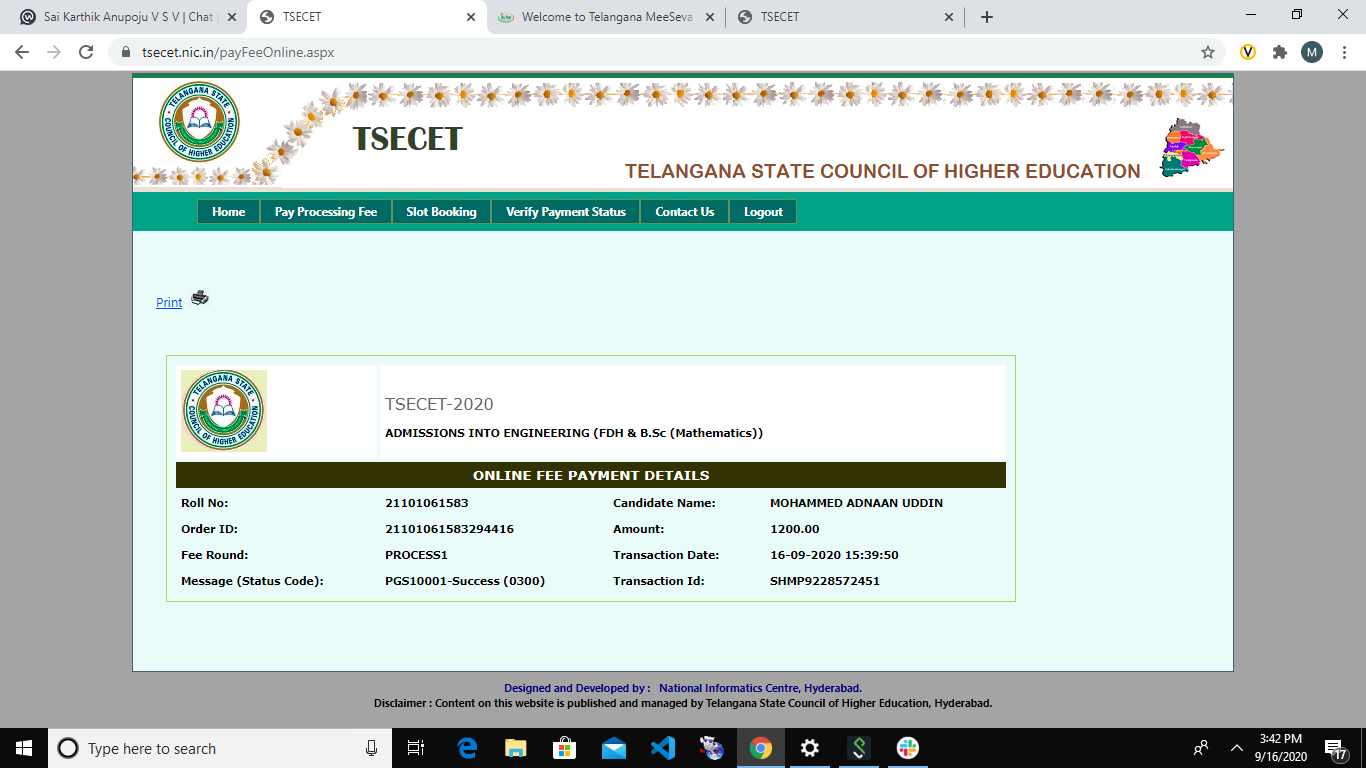 Sai Karthik Anupoju V S V | Chat
TSECET
Welcome to Telangana MeeSeva
TSECET
tsecet.nic.in/payFeeOnline.aspx
M
TELANGANA STATE
COUNCIL OF HIGHER EDUCATION
TSECET
TELANGANA STATE COUNCIL OF HIGHER EDUCATION
Home Pay Processing Fee Slot Booking Verify Payment Status Contact Us Logout
Print
TELANGANA STATE
COUNCIL OF HIGHER EDUCATION
TSECET-2020
ADMISSIONS INTO ENGINEERING (FDH & B.Sc (Mathematics))
ONLINE FEE PAYMENT DETAILS
Roll No: 21101061583 Candidate Name: MOHAMMED ADNAAN UDDIN
Order ID: 21101061583294416 Amount: 1200.00
Fee Round: PROCESS1 Transaction Date: 16-09-2020 15:39:50
Message (Status Code): PGS10001-Success (0300) Transaction Id: SHMP9228572451
Designed and Developed by : National Informatics Centre, Hyderabad.
Disclaimer : Content on this website is published and managed by Telangana State Council of Higher Education, Hyderabad.
Type here to search
3:42 PM
9/16/2020
17